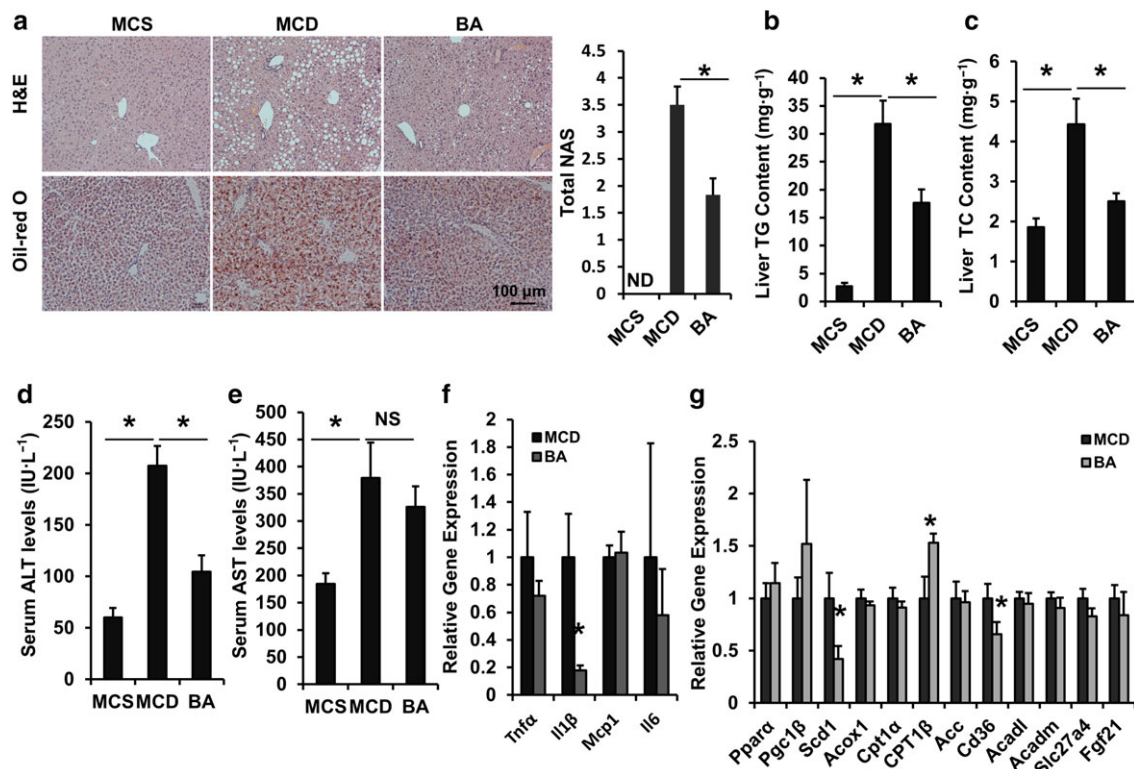 a
MCS MCD BA
H&E
Oil-red O
100 µm
Total NAS
4.5
4
3.5
3
2.5
2
1.5
1
0.5
0
ND
*
MCS MCD BA
b
Liver TG Content (mg·g⁻¹)
40
35
30
25
20
15
10
5
0
* *
MCS MCD BA
c
Liver TC Content (mg·g⁻¹)
6
5
4
3
2
1
0
* *
MCS MCD BA
d
Serum ALT levels (IU·L⁻¹)
250
200
150
100
50
0
* *
MCS MCD BA
e
Serum AST levels (IU·L⁻¹)
500
450
400
350
300
250
200
150
100
50
0
* NS
MCS MCD BA
f
Relative Gene Expression
2
1.8
1.6
1.4
1.2
1
0.8
0.6
0.4
0.2
0
MCD
BA
*
Tnfα Il1β Mcp1 Il6
g
Relative Gene Expression
2.5
2
1.5
1
0.5
0
MCD
BA
* * *
Pparα Pgc1β Scd1 Acox1 Cpt1α CPT1β Acc Cd36 Acadl Acadm Slc27a4 Fgf21